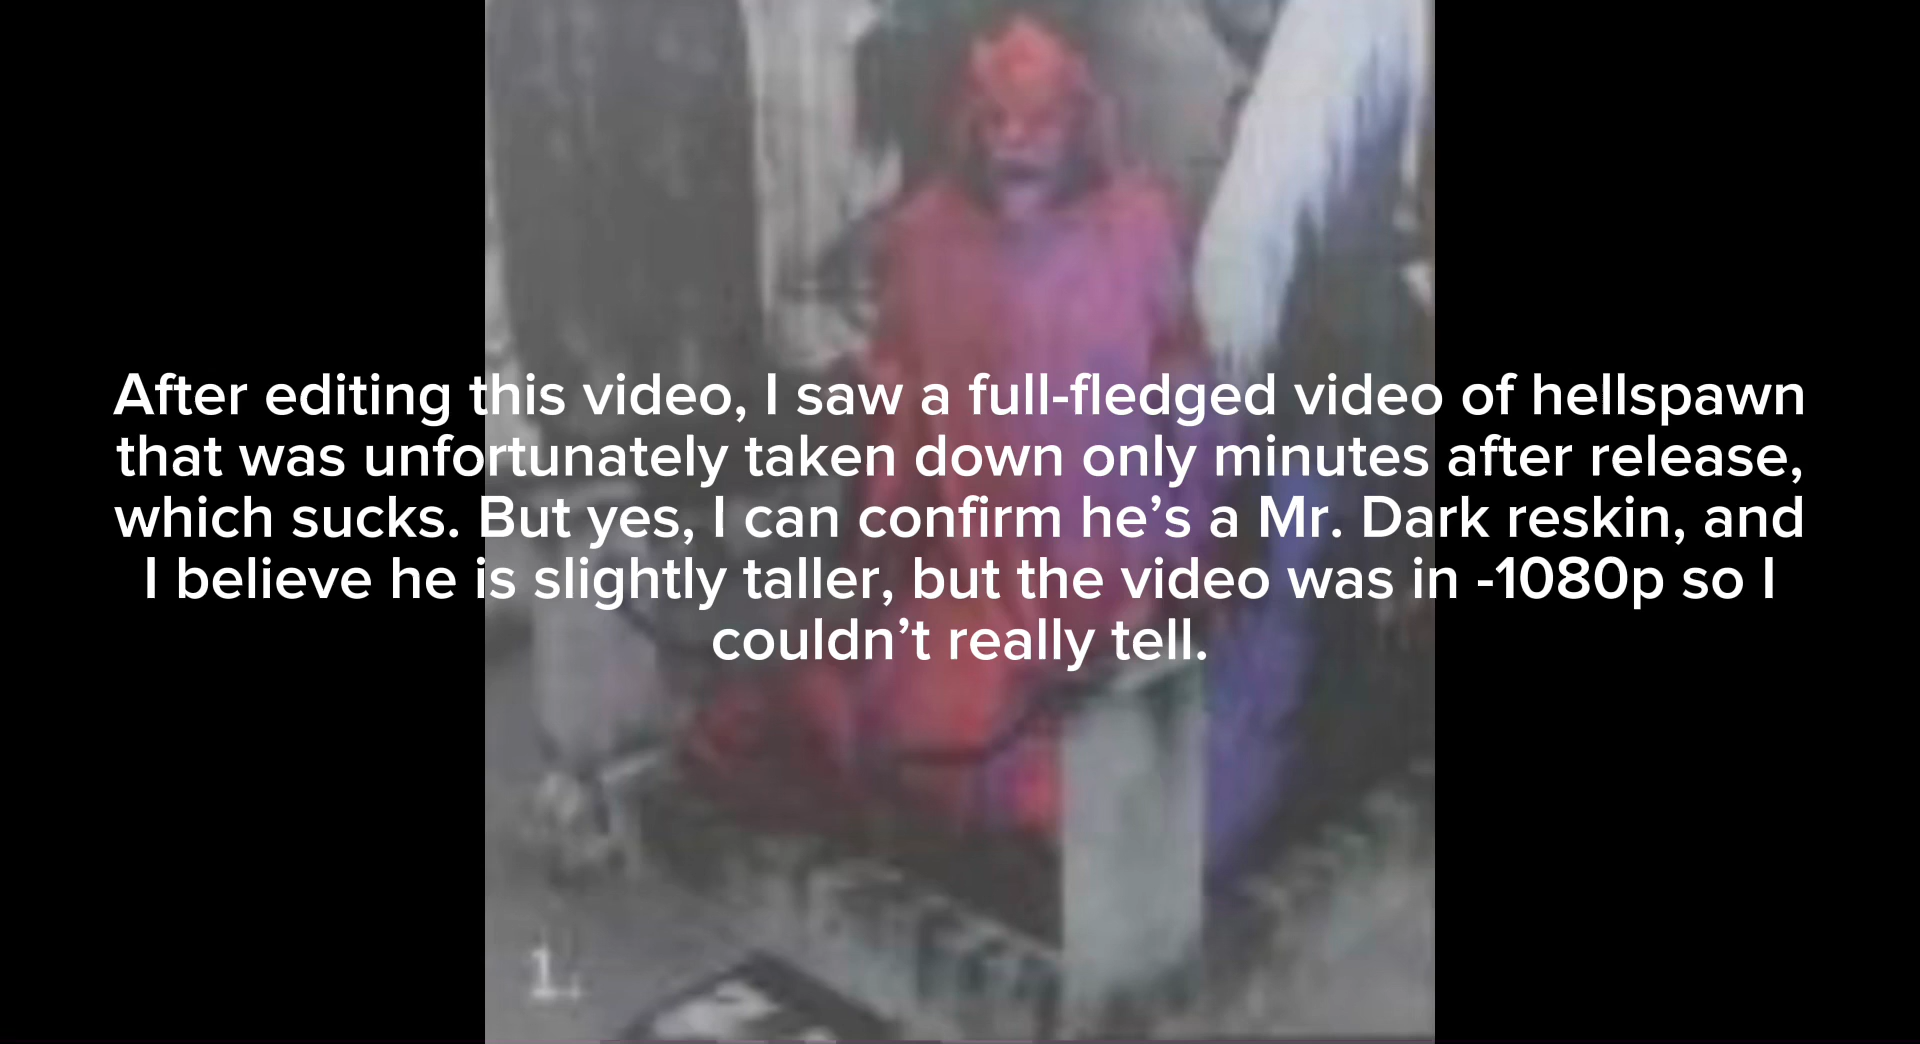 After editing this video, I saw a full-fledged video of hellspawn
that was unfortunately taken down only minutes after release,
which sucks. But yes, I can confirm he’s a Mr. Dark reskin, and
I believe he is slightly taller, but the video was in -1080p so I
couldn’t really tell.